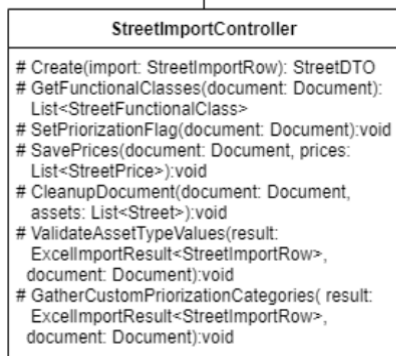 StreetImportController
# Create(import: StreetImportRow): StreetDTO
# GetFunctionalClasses(document: Document):
List<StreetFunctionalClass>
# SetPriorizationFlag(document: Document):void
# SavePrices(document: Document, prices:
List<StreetPrice>):void
# CleanupDocument(document: Document,
assets: List<Street>):void
# ValidateAssetTypeValues(result:
ExcelImportResult<StreetImportRow>,
document: Document):void
# GatherCustomPriorizationCategories( result:
ExcelImportResult<StreetImportRow>,
document: Document):void